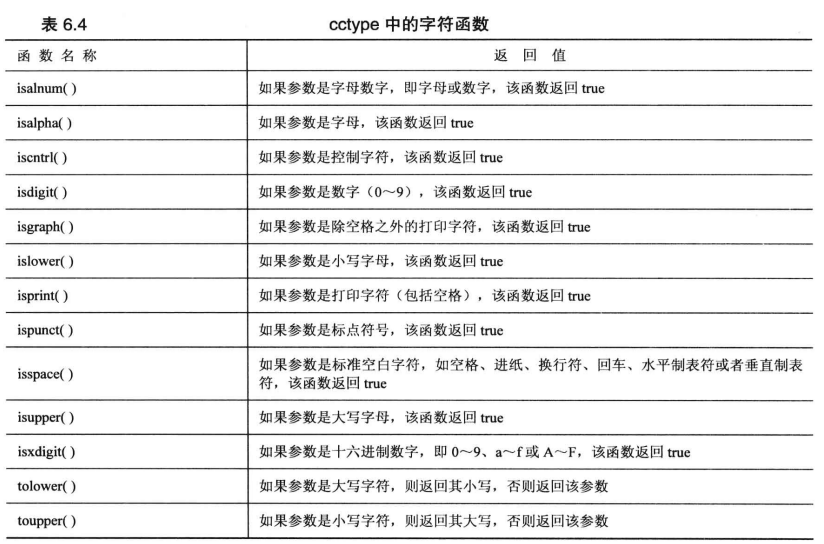 表 6.4 cctype 中的字符函数
函 数 名 称 返 回 值
isalnum( ) 如果参数是字母数字，即字母或数字，该函数返回 true
isalpha( ) 如果参数是字母，该函数返回 true
iscntrl( ) 如果参数是控制字符，该函数返回 true
isdigit( ) 如果参数是数字（0～9），该函数返回 true
isgraph( ) 如果参数是除空格之外的打印字符，该函数返回 true
islower( ) 如果参数是小写字母，该函数返回 true
isprint( ) 如果参数是打印字符（包括空格），该函数返回 true
ispunct( ) 如果参数是标点符号，该函数返回 true
isspace( ) 如果参数是标准空白字符，如空格、进纸、换行符、回车、水平制表符或者垂直制表
符，该函数返回 true
isupper( ) 如果参数是大写字母，该函数返回 true
isxdigit( ) 如果参数是十六进制数字，即 0～9、a～f 或 A～F，该函数返回 true
tolower( ) 如果参数是大写字符，则返回其小写，否则返回该参数
toupper( ) 如果参数是小写字符，则返回其大写，否则返回该参数